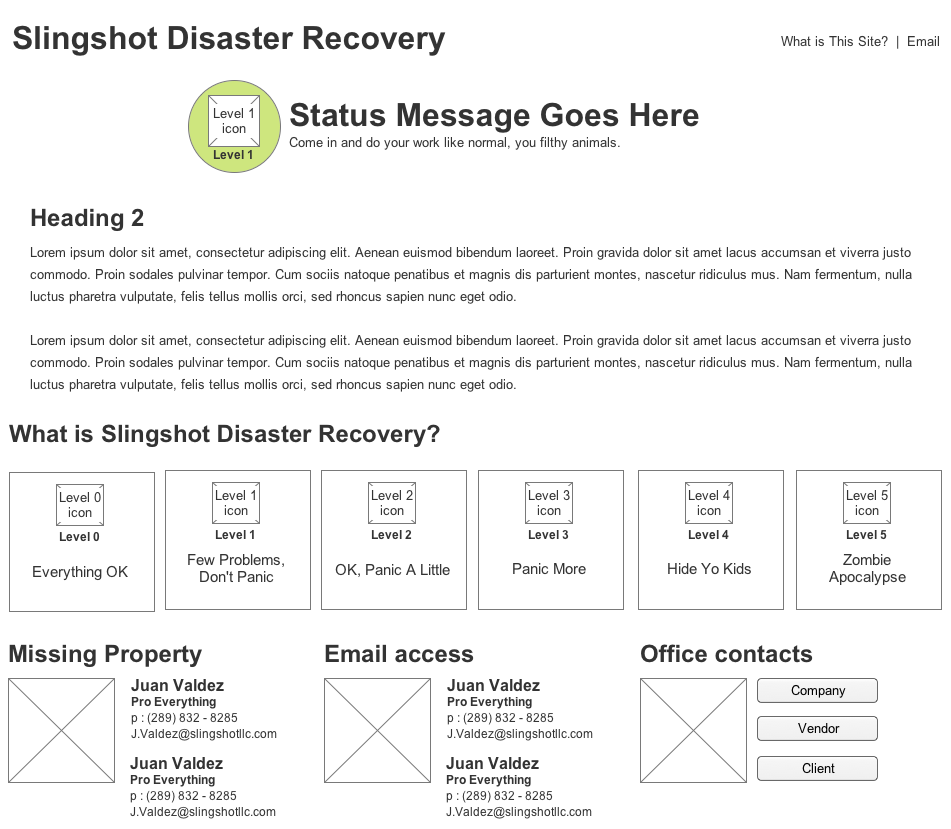 Slingshot Disaster Recovery
What is This Site? | Email
Level 1
icon
Level 1
Status Message Goes Here
Come in and do your work like normal, you filthy animals.
Heading 2
Lorem ipsum dolor sit amet, consectetur adipiscing elit. Aenean euismod bibendum laoreet. Proin gravida dolor sit amet lacus accumsan et viverra justo
commodo. Proin sodales pulvinar tempor. Cum sociis natoque penatibus et magnis dis parturient montes, nascetur ridiculus mus. Nam fermentum, nulla
luctus pharetra vulputate, felis tellus mollis orci, sed rhoncus sapien nunc eget odio.
Lorem ipsum dolor sit amet, consectetur adipiscing elit. Aenean euismod bibendum laoreet. Proin gravida dolor sit amet lacus accumsan et viverra justo
commodo. Proin sodales pulvinar tempor. Cum sociis natoque penatibus et magnis dis parturient montes, nascetur ridiculus mus. Nam fermentum, nulla
luctus pharetra vulputate, felis tellus mollis orci, sed rhoncus sapien nunc eget odio.
What is Slingshot Disaster Recovery?
Level 0
icon
Level 0
Everything OK
Level 1
icon
Level 1
Few Problems,
Don't Panic
Level 2
icon
Level 2
OK, Panic A Little
Level 3
icon
Level 3
Panic More
Level 4
icon
Level 4
Hide Yo Kids
Level 5
icon
Level 5
Zombie
Apocalypse
Missing Property
Juan Valdez
Pro Everything
p : (289) 832 - 8285
J.Valdez@slingshotllc.com
Juan Valdez
Pro Everything
p : (289) 832 - 8285
J.Valdez@slingshotllc.com
Email access
Juan Valdez
Pro Everything
p : (289) 832 - 8285
J.Valdez@slingshotllc.com
Juan Valdez
Pro Everything
p : (289) 832 - 8285
J.Valdez@slingshotllc.com
Office contacts
Company
Vendor
Client